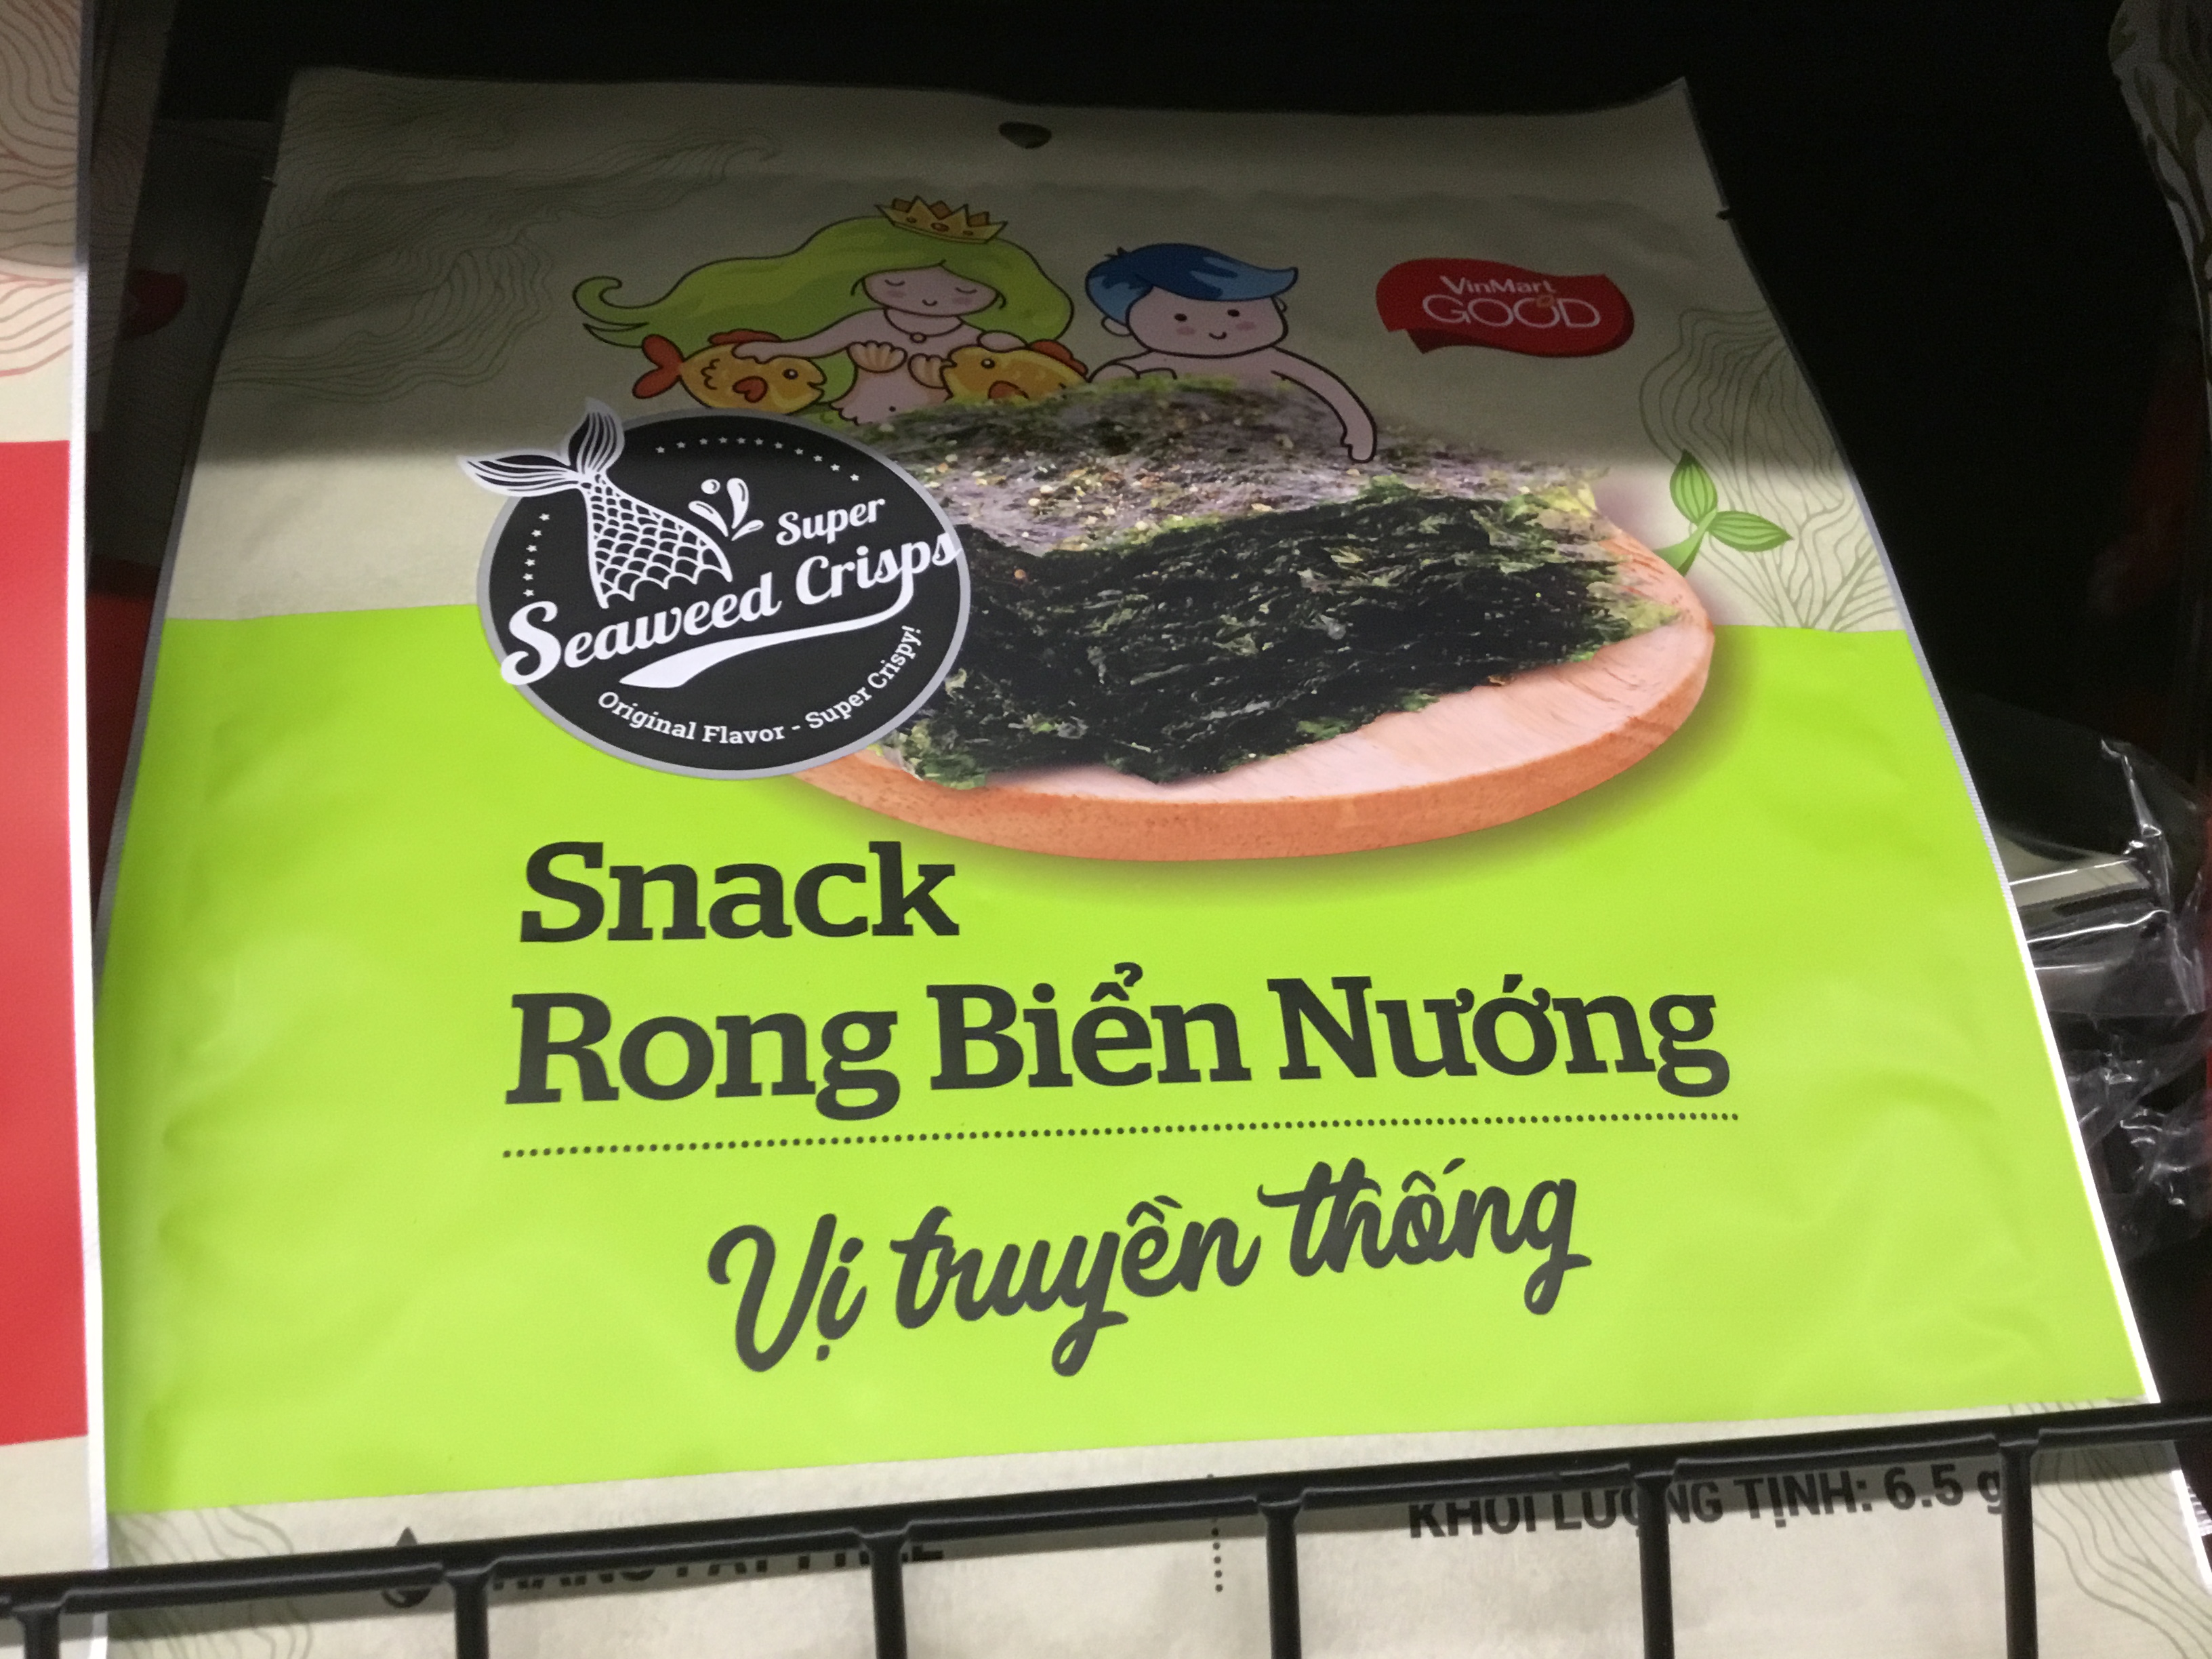 VinMart
GOOD
Super
Seaweed Crisps
Original Flavor - Super Crispy!
Snack
Rong Biển Nướng
Vị truyền thống
KHỐI LƯỢNG TỊNH: 6.5 g